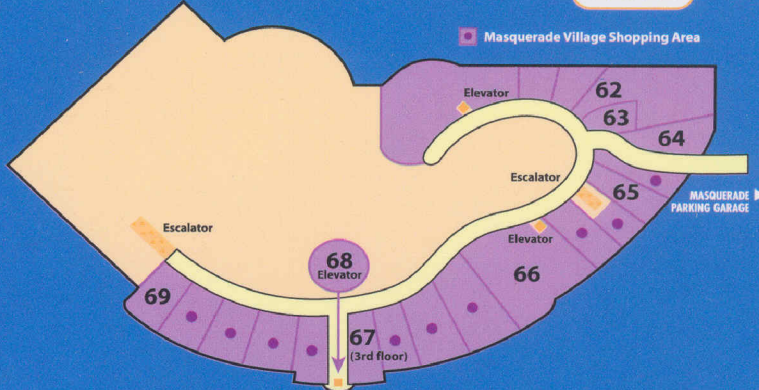 Masquerade Village Shopping Area
Elevator
62
63
64
Escalator
65
MASQUERADE
PARKING GARAGE
Elevator
Escalator
68
Elevator
66
69
67
(3rd floor)